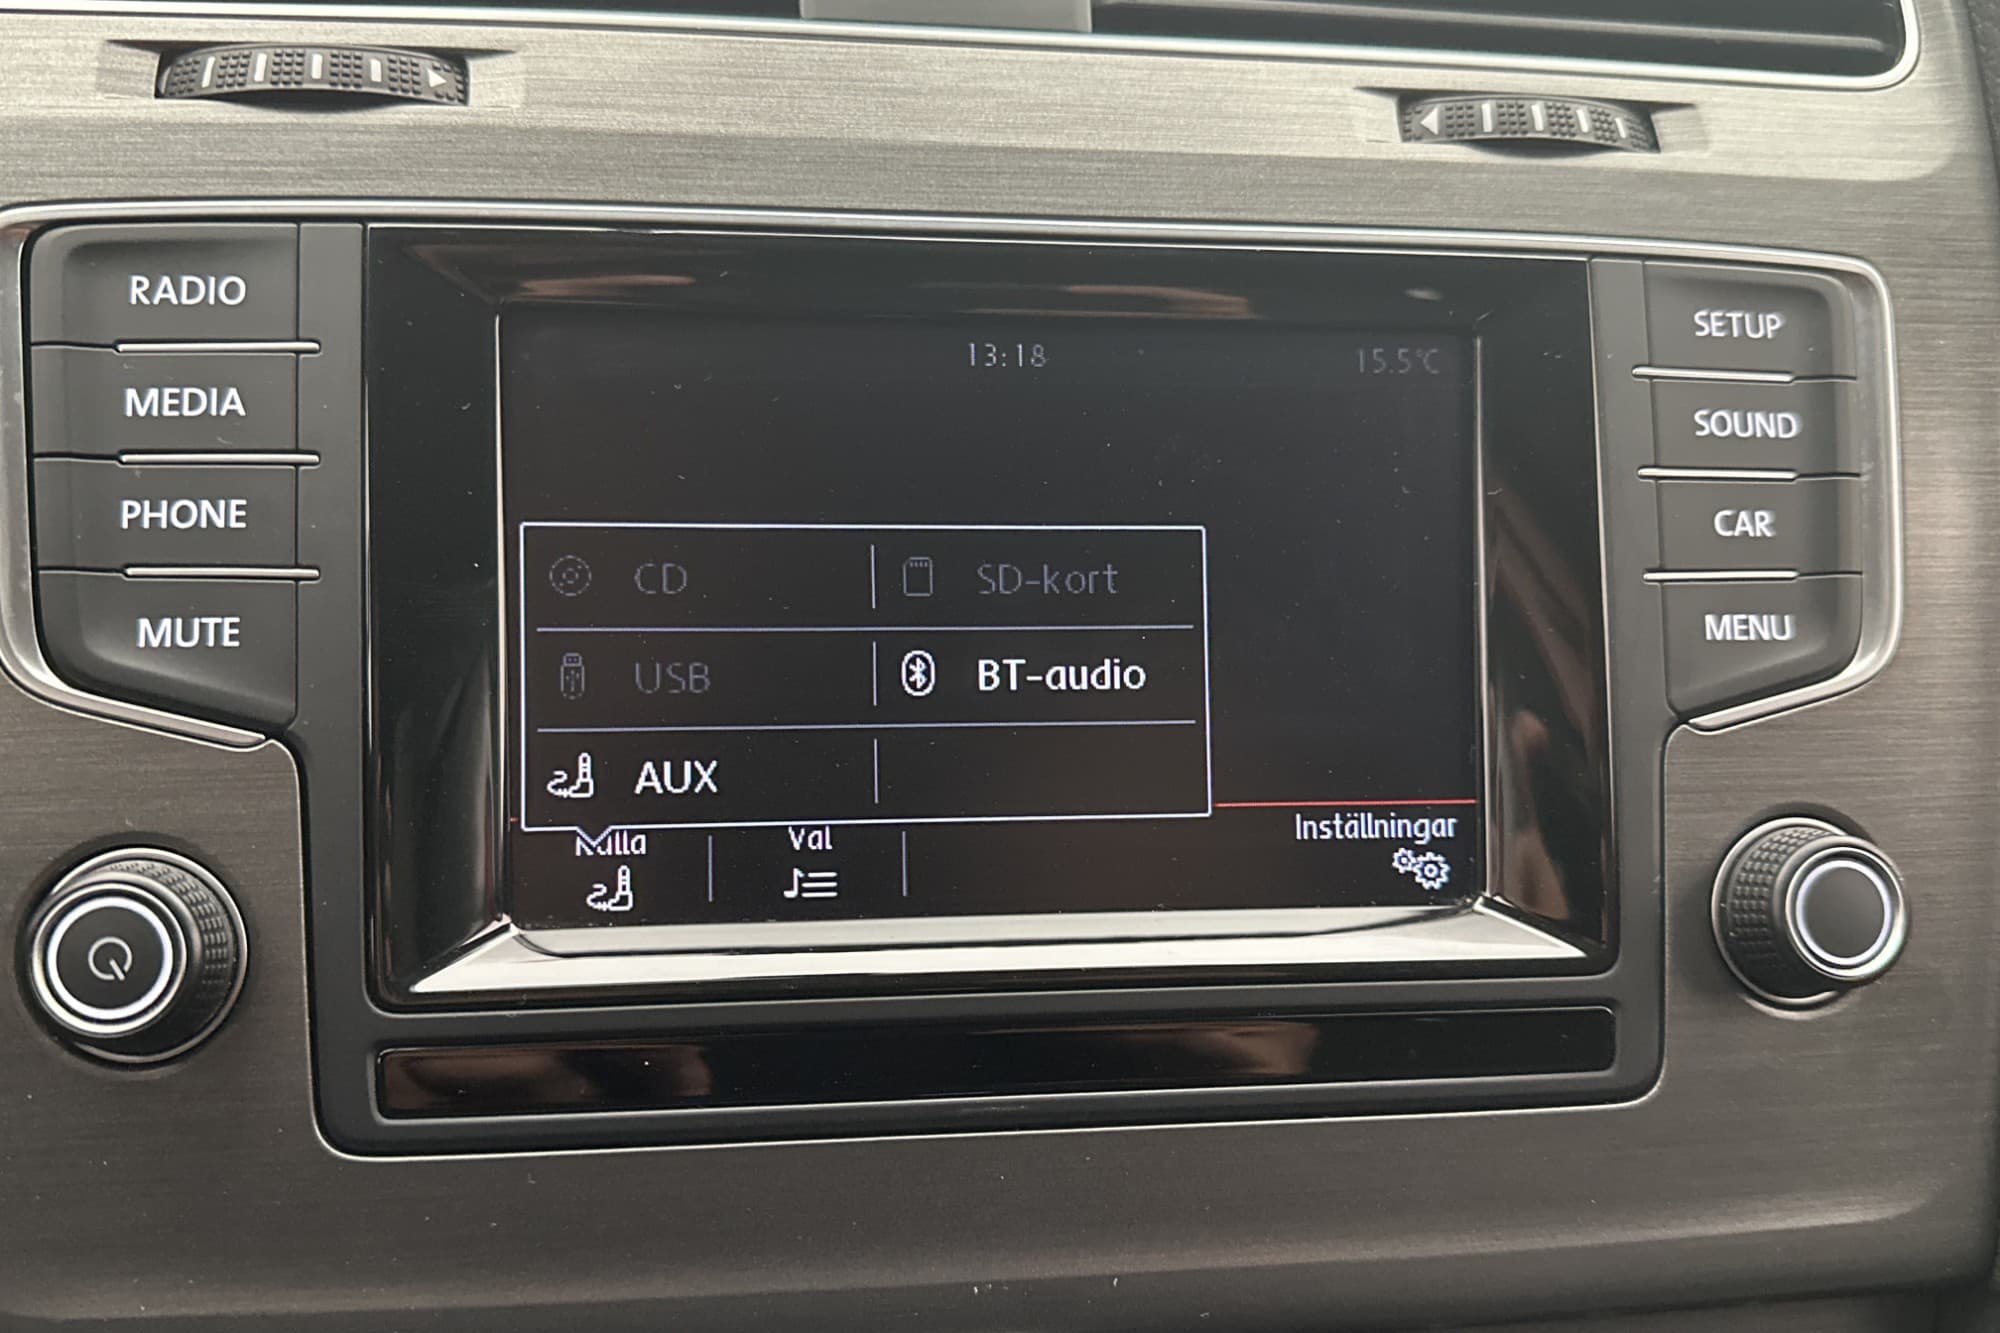 RADIO
MEDIA
PHONE
MUTE
13:18
15.5°C
CD
SD-kort
USB
BT-audio
AUX
Källa
Val
Inställningar
SETUP
SOUND
CAR
MENU